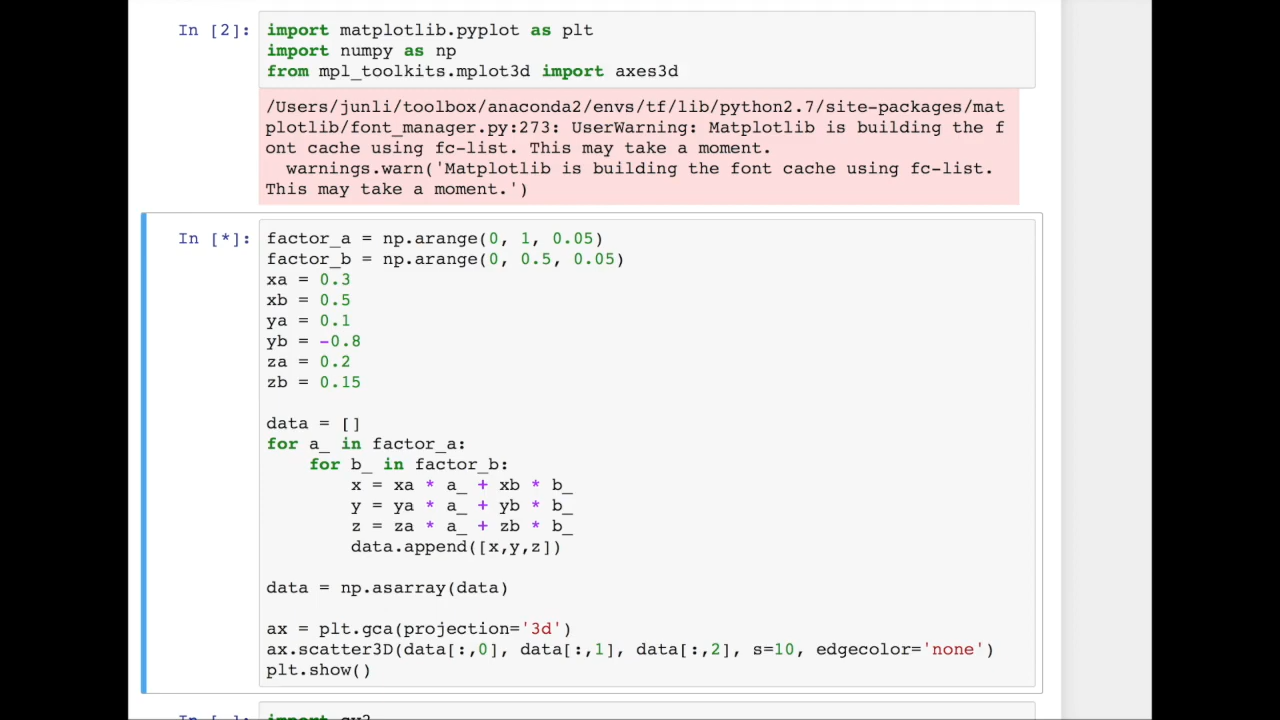 In [2]:
import matplotlib.pyplot as plt
import numpy as np
from mpl_toolkits.mplot3d import axes3d
/Users/junli/toolbox/anaconda2/envs/tf/lib/python2.7/site-packages/mat
plotlib/font_manager.py:273: UserWarning: Matplotlib is building the f
ont cache using fc-list. This may take a moment.
  warnings.warn('Matplotlib is building the font cache using fc-list.
This may take a moment.')
In [*]:
factor_a = np.arange(0, 1, 0.05)
factor_b = np.arange(0, 0.5, 0.05)
xa = 0.3
xb = 0.5
ya = 0.1
yb = -0.8
za = 0.2
zb = 0.15
data = []
for a_ in factor_a:
    for b_ in factor_b:
        x = xa * a_ + xb * b_
        y = ya * a_ + yb * b_
        z = za * a_ + zb * b_
        data.append([x,y,z])
data = np.asarray(data)
ax = plt.gca(projection='3d')
ax.scatter3D(data[:,0], data[:,1], data[:,2], s=10, edgecolor='none')
plt.show()
In [ ]:
import